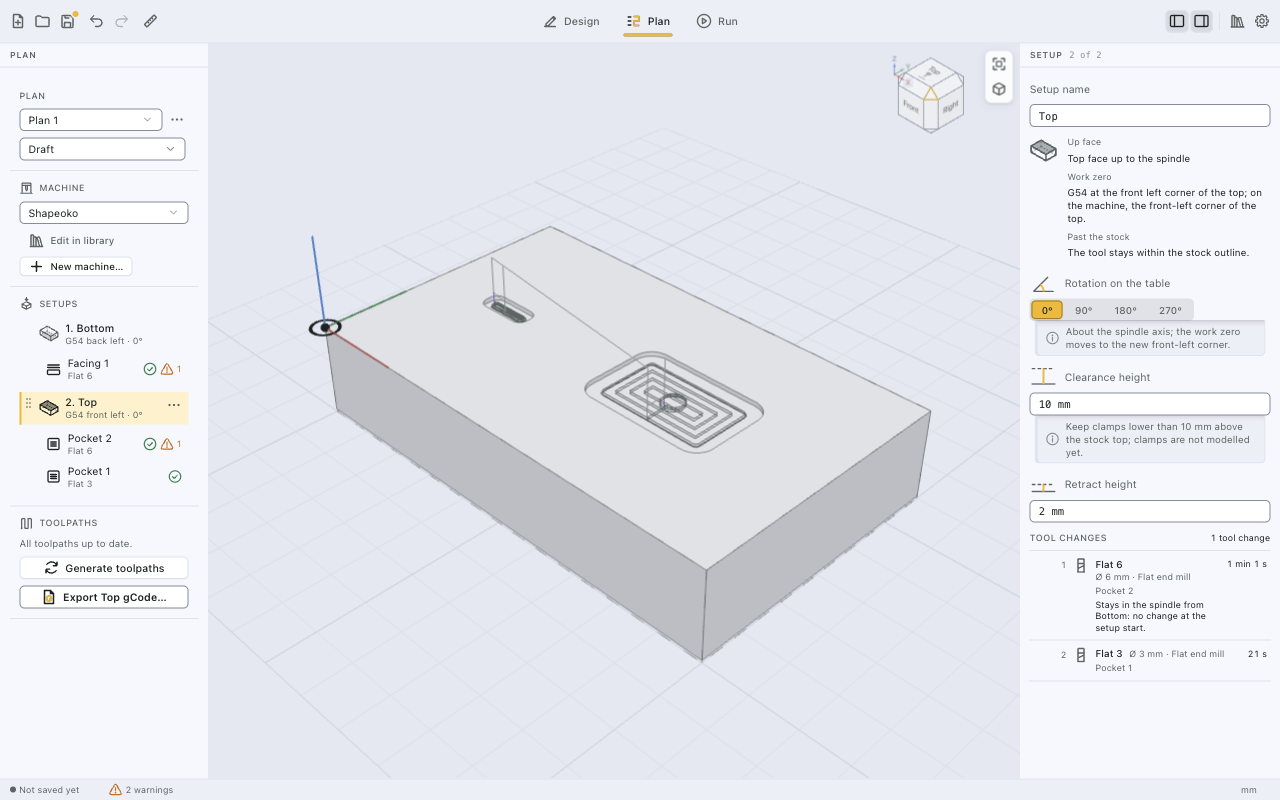 Design
Plan
Run
PLAN
PLAN
Plan 1
Draft
MACHINE
Shapeoko
Edit in library
New machine...
SETUPS
1. Bottom
G54 back left · 0°
Facing 1
Flat 6
1
2. Top
G54 front left · 0°
Pocket 2
Flat 6
1
Pocket 1
Flat 3
TOOLPATHS
All toolpaths up to date.
Generate toolpaths
Export Top gCode...
Not saved yet
2 warnings
Z
Front
Right
SETUP 2 of 2
Setup name
Top
Up face
Top face up to the spindle
Work zero
G54 at the front left corner of the top; on
the machine, the front-left corner of the
top.
Past the stock
The tool stays within the stock outline.
Rotation on the table
0° 90° 180° 270°
About the spindle axis; the work zero
moves to the new front-left corner.
Clearance height
10 mm
Keep clamps lower than 10 mm above
the stock top; clamps are not modelled
yet.
Retract height
2 mm
TOOL CHANGES 1 tool change
1 Flat 6 1 min 1 s
Ø 6 mm · Flat end mill
Pocket 2
Stays in the spindle from
Bottom: no change at the
setup start.
2 Flat 3 Ø 3 mm · Flat end mill 21 s
Pocket 1
mm